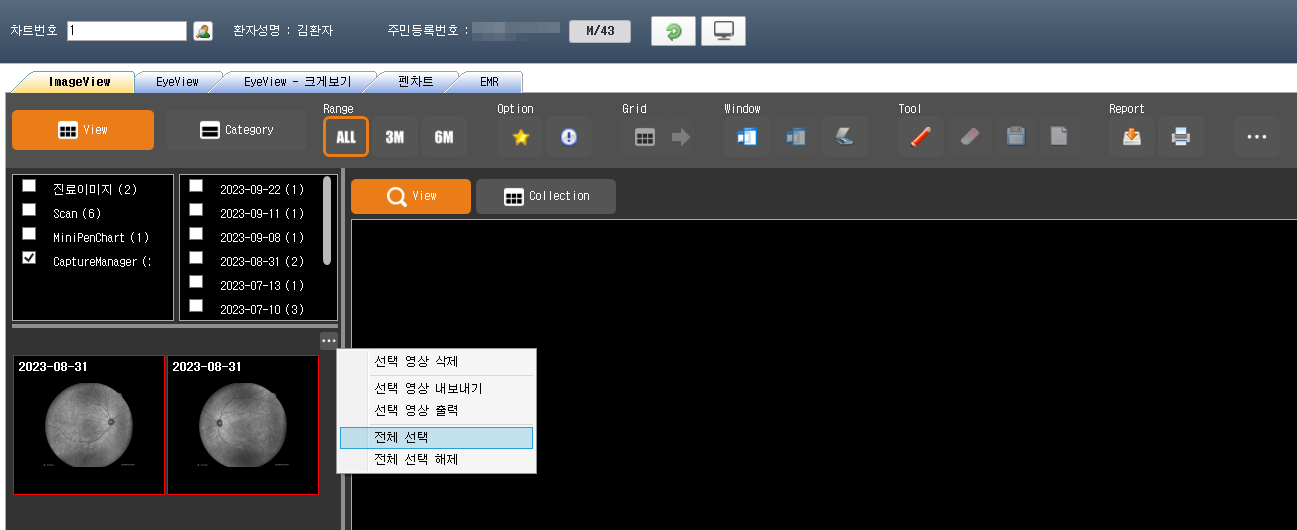 차트번호 1 환자성명 : 김환자 주민등록번호 : M/43
ImageView EyeView EyeView - 크게보기 펜차트 EMR
Range Option Grid Window Tool Report
View Category ALL 3M 6M
진료이미지 (2)
Scan (6)
MiniPenChart (1)
CaptureManager (
2023-09-22 (1)
2023-09-11 (1)
2023-09-08 (1)
2023-08-31 (2)
2023-07-13 (1)
2023-07-10 (3)
View Collection
2023-08-31 2023-08-31
선택 영상 삭제
선택 영상 내보내기
선택 영상 출력
전체 선택
전체 선택 해제